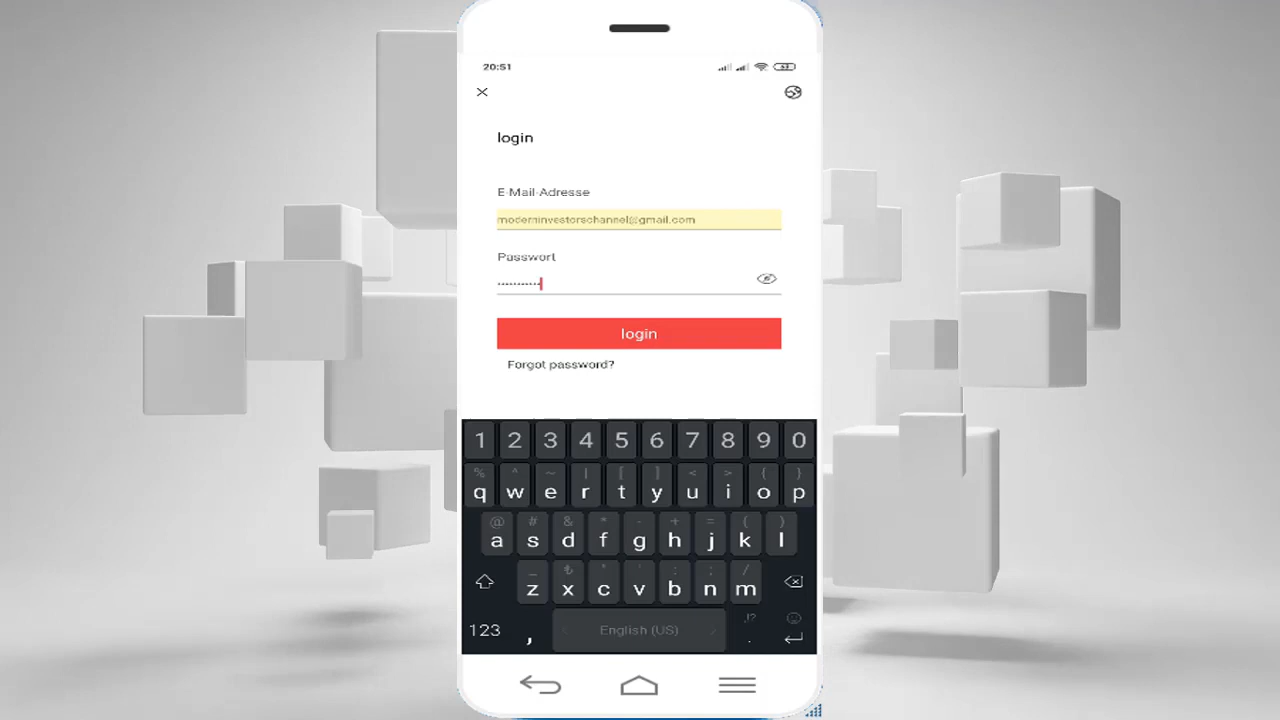 20:51
login
E-Mail-Adresse
moderninvestorschannel@gmail.com
Passwort
login
Forgot password?
1 2 3 4 5 6 7 8 9 0
% ^ ~ | [ ] < > { }
q w e r t y u i o p
@ # & * - + = ( )
a s d f g h j k l
z x c v b n m
123 , English (US) .